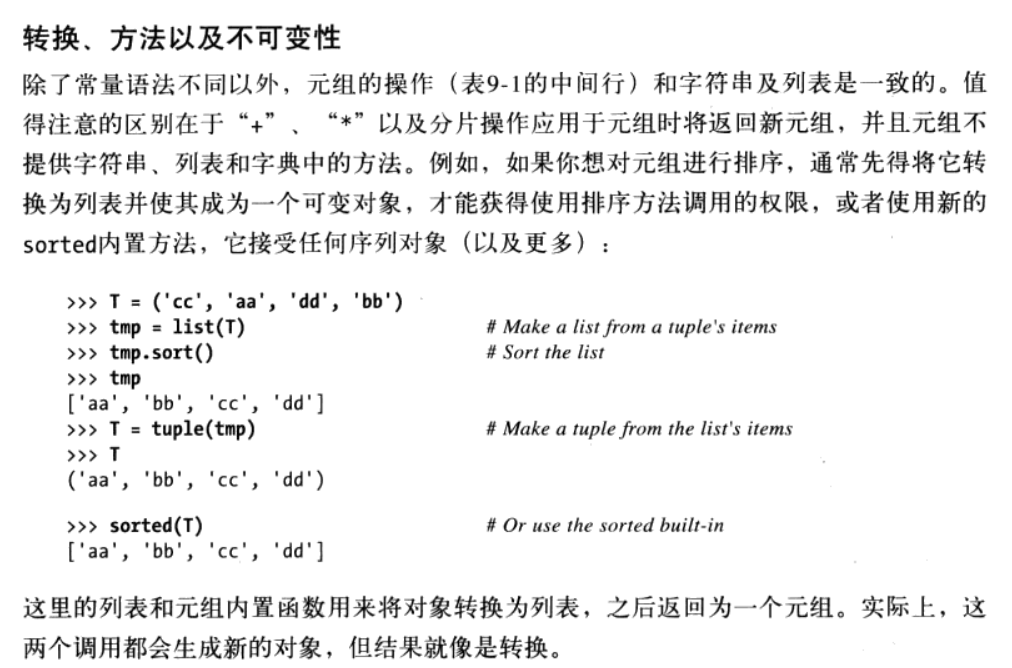 转换、方法以及不可变性
除了常量语法不同以外，元组的操作（表9-1的中间行）和字符串及列表是一致的。值
得注意的区别在于“+”、“*”以及分片操作应用于元组时将返回新元组，并且元组不
提供字符串、列表和字典中的方法。例如，如果你想对元组进行排序，通常先得将它转
换为列表并使其成为一个可变对象，才能获得使用排序方法调用的权限，或者使用新的
sorted内置方法，它接受任何序列对象（以及更多）：
>>> T = ('cc', 'aa', 'dd', 'bb')
>>> tmp = list(T) # Make a list from a tuple's items
>>> tmp.sort() # Sort the list
>>> tmp
['aa', 'bb', 'cc', 'dd']
>>> T = tuple(tmp) # Make a tuple from the list's items
>>> T
('aa', 'bb', 'cc', 'dd')
>>> sorted(T) # Or use the sorted built-in
['aa', 'bb', 'cc', 'dd']
这里的列表和元组内置函数用来将对象转换为列表，之后返回为一个元组。实际上，这
两个调用都会生成新的对象，但结果就像是转换。